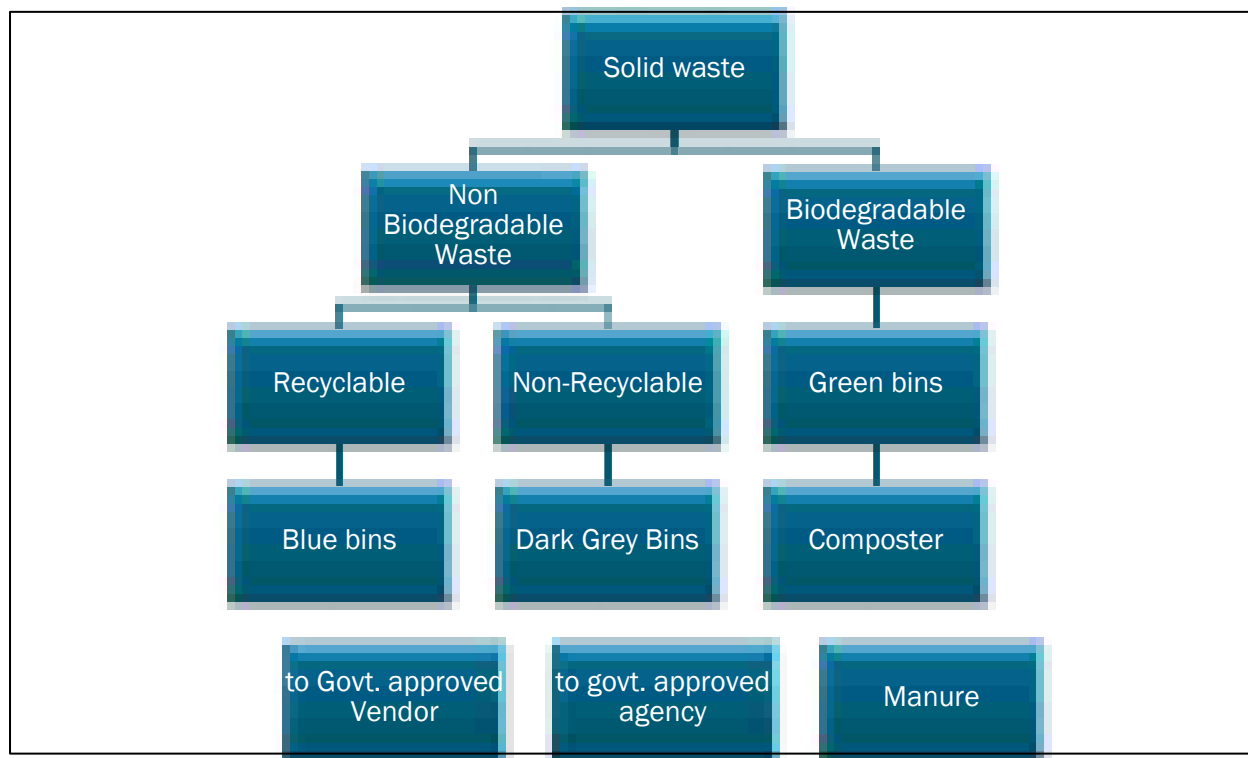 Solid waste
Non
Biodegradable
Waste
Biodegradable
Waste
Recyclable
Non-Recyclable
Green bins
Blue bins
Dark Grey Bins
Composter
to Govt. approved
Vendor
to govt. approved
agency
Manure